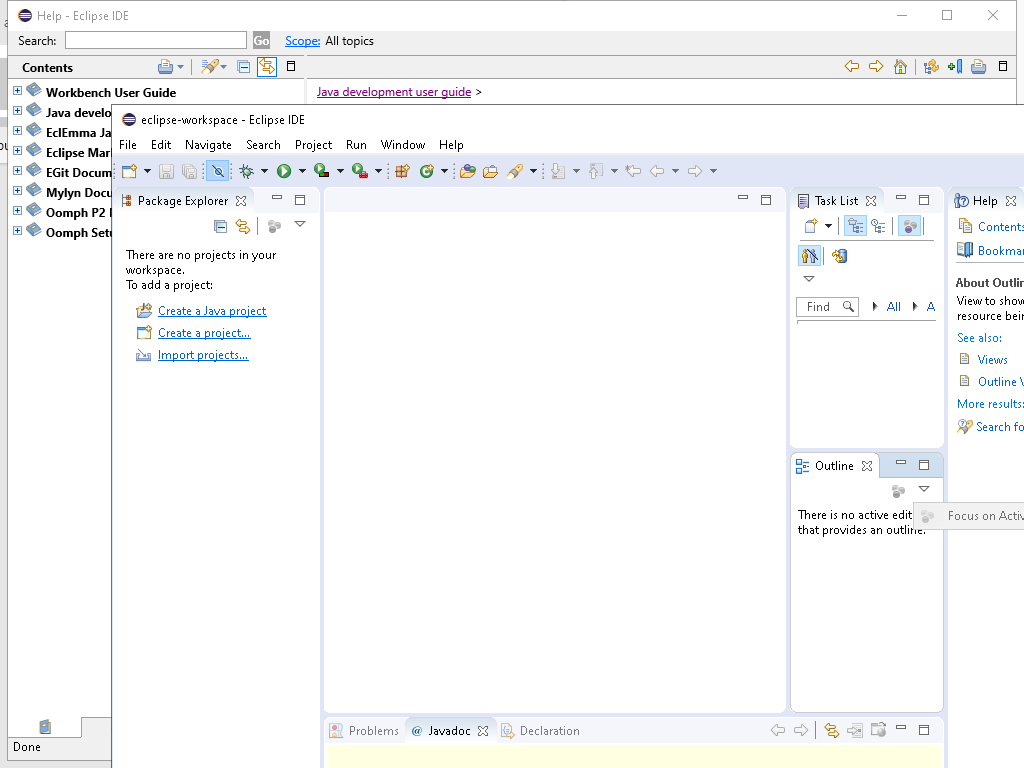 Help - Eclipse IDE
Search:
Go
Scope: All topics
Contents
Workbench User Guide
Java development user guide >
Java develo
EclEmma Ja
Eclipse Mar
EGit Docum
Mylyn Docu
Oomph P2
Oomph Setu
Done
eclipse-workspace - Eclipse IDE
File Edit Navigate Search Project Run Window Help
Package Explorer
There are no projects in your
workspace.
To add a project:
Create a Java project
Create a project...
Import projects...
Task List
Find
All
A
Outline
There is no active edit
that provides an outline.
Focus on Activ
Help
Contents
Bookmar
About Outlin
View to show
resource bein
See also:
Views
Outline V
More results:
Search fo
Problems
@ Javadoc
Declaration